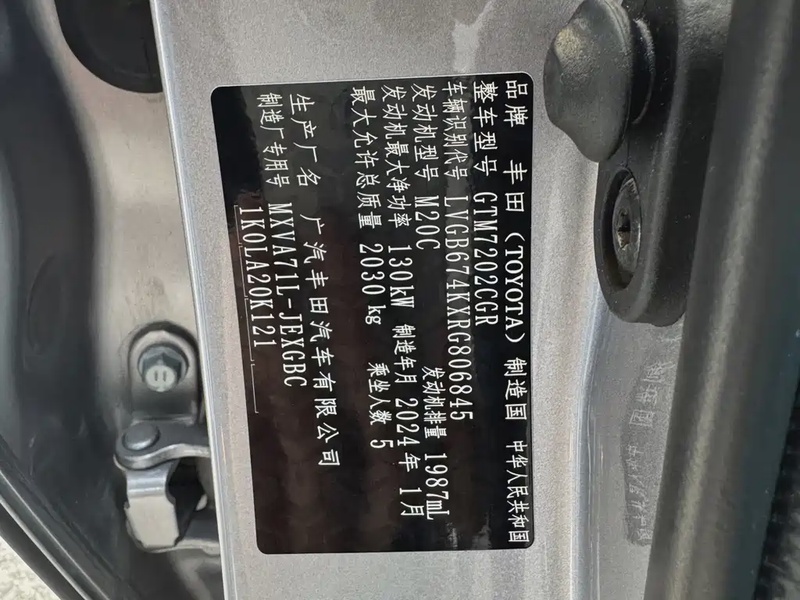 品牌 丰田（TOYOTA） 制造国 中华人民共和国
整车型号 GTM7202CGR
车辆识别代号 LVGB674KXRG806845
发动机型号 M20C 发动机排量 1987mL
发动机最大净功率 130kW 制造年月 2024年1月
最大允许总质量 2030kg 乘坐人数 5
生产厂名 广汽丰田汽车有限公司
制造厂专用号 MXVA71L-JEXGBC
1K0LA20K121